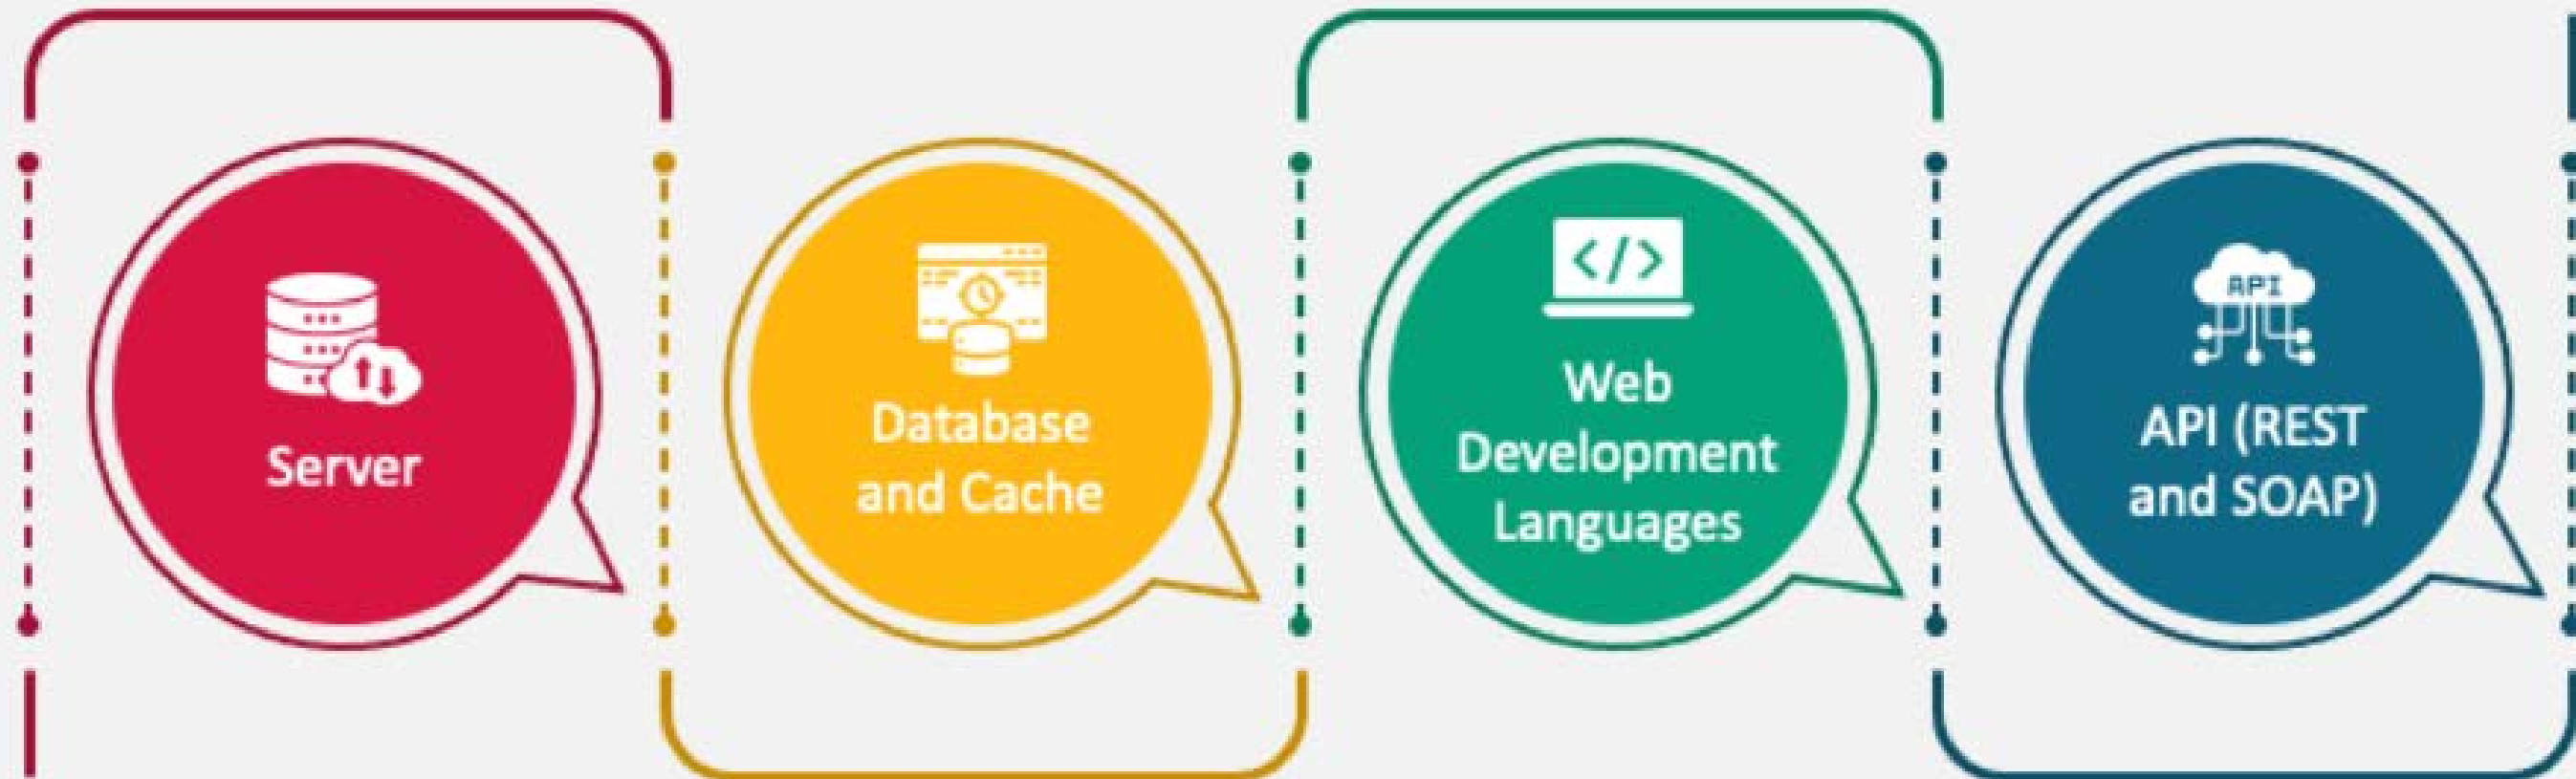 Server
Database
and Cache
</>
Web
Development
Languages
API
API (REST
and SOAP)